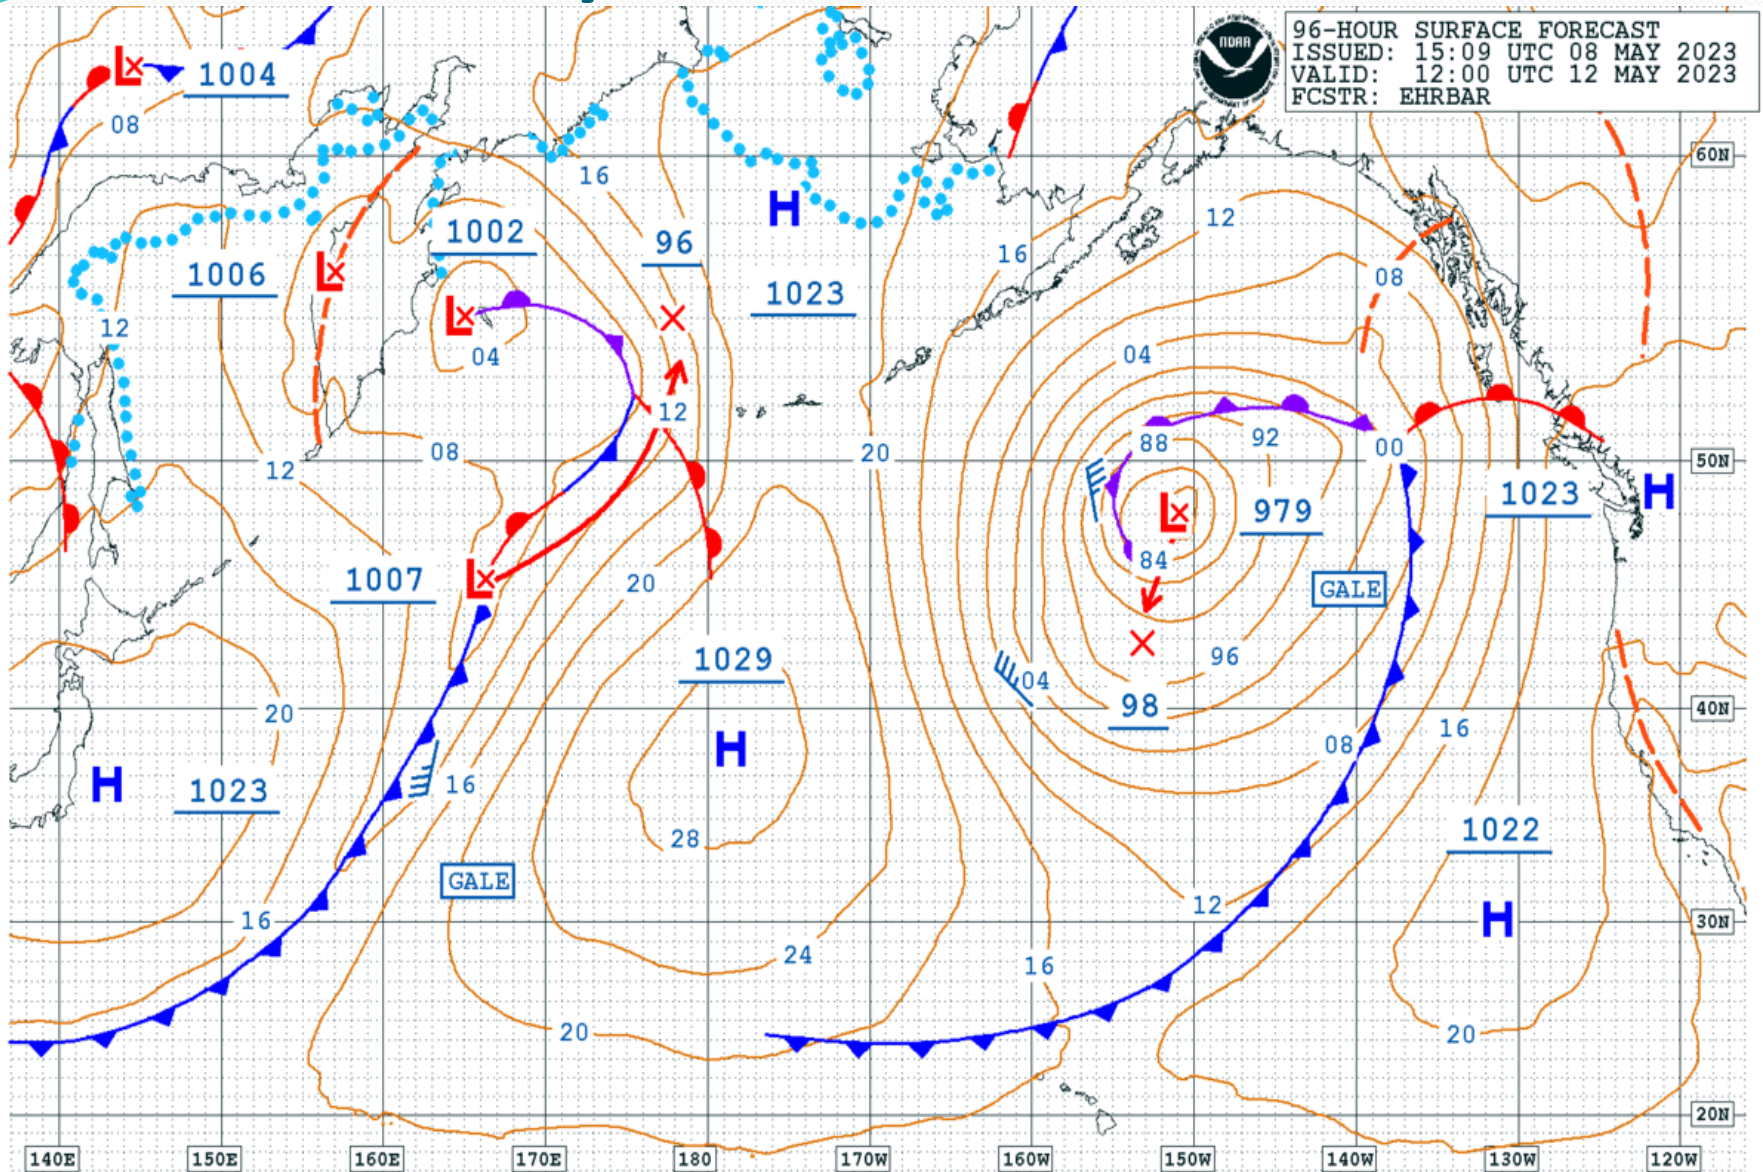 96-HOUR SURFACE FORECAST
ISSUED: 15:09 UTC 08 MAY 2023
VALID: 12:00 UTC 12 MAY 2023
FCSTR: EHRBAR
NOAA
L 1004
08
60N
16
H
12
1002
96
16
1006
L
08
1023
L
12
04
04
12
00
08
12
20
88
92
50N
L
979
1023
H
84
GALE
1007
L
20
1029
96
04
98
40N
20
16
08
H
H
1023
16
28
1022
GALE
12
H
16
30N
24
16
20
20
20N
140E
150E
160E
170E
180
170W
160W
150W
140W
130W
120W